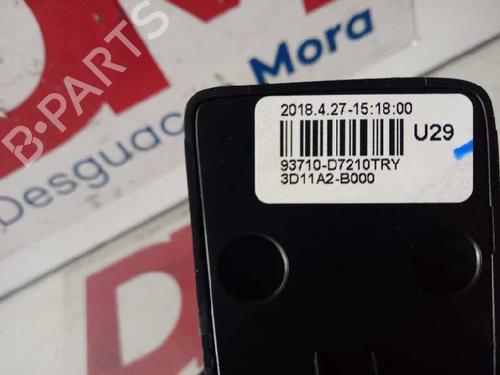 2018.4.27-15:18:00
U29
93710-D7210TRY
3D11A2-B000
B-PARTS
Desguac
Mora